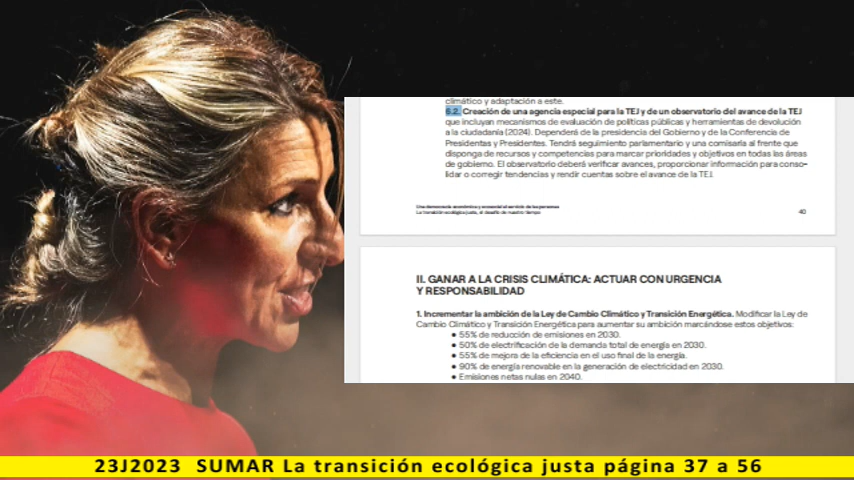 climático y adaptación a este.
6.2. Creación de una agencia especial para la TEJ y de un observatorio del avance de la TEJ
que incluyan mecanismos de evaluación de políticas públicas y herramientas de devolución
a la ciudadanía (2024). Dependerá de la presidencia del Gobierno y de la Conferencia de
Presidentas y Presidentes. Tendrá seguimiento parlamentario y una comisaría al frente que
disponga de recursos y competencias para marcar prioridades y objetivos en todas las áreas
de gobierno. El observatorio deberá verificar avances, proporcionar información para conso-
lidar o corregir tendencias y rendir cuentas sobre el avance de la TEJ.
Una democracia económica y ecosocial al servicio de las personas
La transición ecológica justa, el desafío de nuestro tiempo
40
II. GANAR A LA CRISIS CLIMÁTICA: ACTUAR CON URGENCIA
Y RESPONSABILIDAD
1. Incrementar la ambición de la Ley de Cambio Climático y Transición Energética. Modificar la Ley de
Cambio Climático y Transición Energética para aumentar su ambición marcándose estos objetivos:
● 55% de reducción de emisiones en 2030.
● 50% de electrificación de la demanda total de energía en 2030.
● 55% de mejora de la eficiencia en el uso final de la energía.
● 90% de energía renovable en la generación de electricidad en 2030.
● Emisiones netas nulas en 2040.
23J2023 SUMAR La transición ecológica justa página 37 a 56